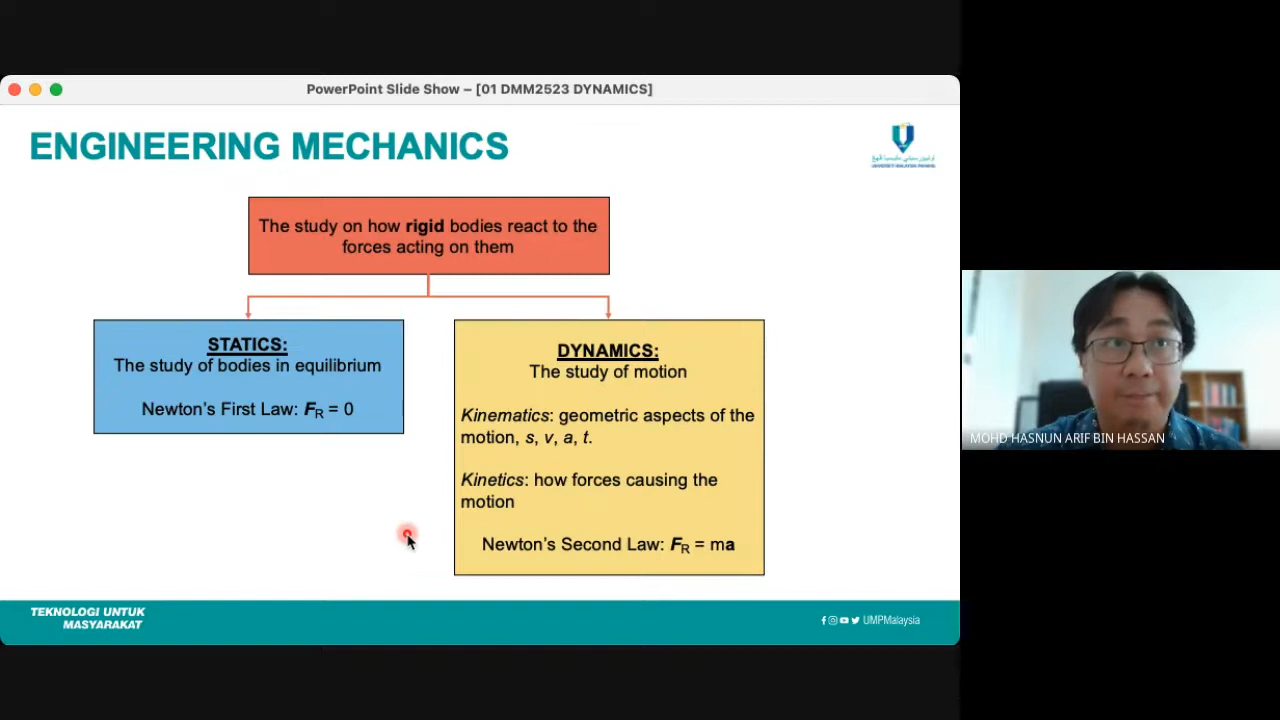 PowerPoint Slide Show – [01 DMM2523 DYNAMICS]
ENGINEERING MECHANICS
UNIVERSITI MALAYSIA PAHANG
The study on how rigid bodies react to the
forces acting on them
STATICS:
The study of bodies in equilibrium
Newton's First Law: FR = 0
DYNAMICS:
The study of motion
Kinematics: geometric aspects of the
motion, s, v, a, t.
Kinetics: how forces causing the
motion
Newton's Second Law: FR = ma
MOHD HASNUN ARIF BIN HASSAN
TEKNOLOGI UNTUK
MASYARAKAT
UMPMalaysia